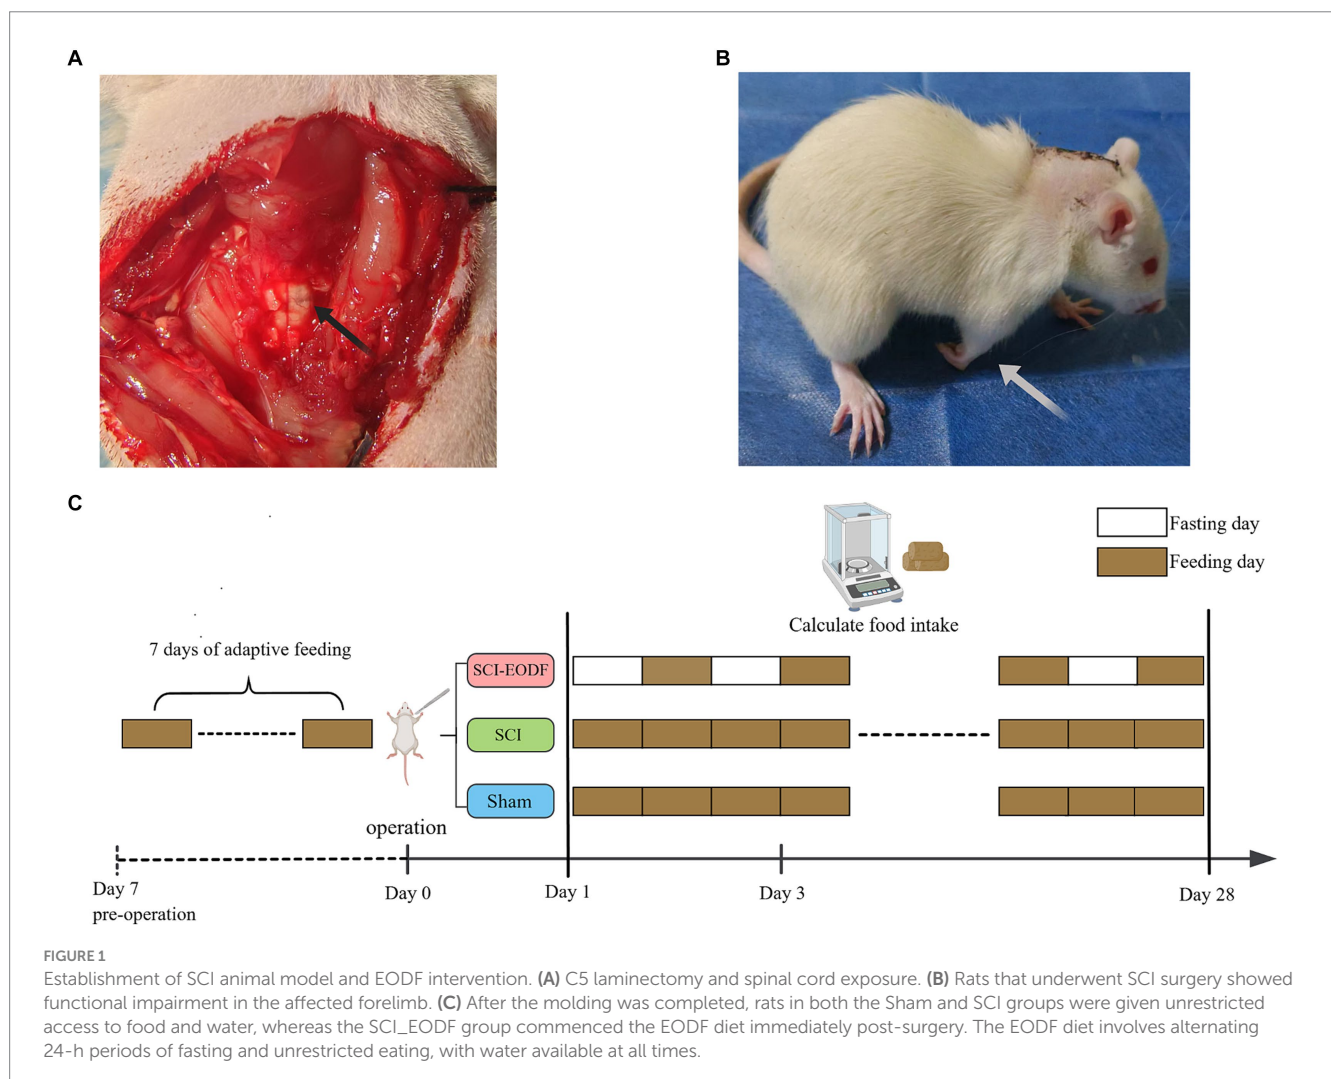 A
B
C
Fasting day
Feeding day
Calculate food intake
7 days of adaptive feeding
SCI-EODF
SCI
Sham
operation
Day 7
pre-operation
Day 0
Day 1
Day 3
Day 28
FIGURE 1
Establishment of SCI animal model and EODF intervention. (A) C5 laminectomy and spinal cord exposure. (B) Rats that underwent SCI surgery showed
functional impairment in the affected forelimb. (C) After the molding was completed, rats in both the Sham and SCI groups were given unrestricted
access to food and water, whereas the SCI_EODF group commenced the EODF diet immediately post-surgery. The EODF diet involves alternating
24-h periods of fasting and unrestricted eating, with water available at all times.